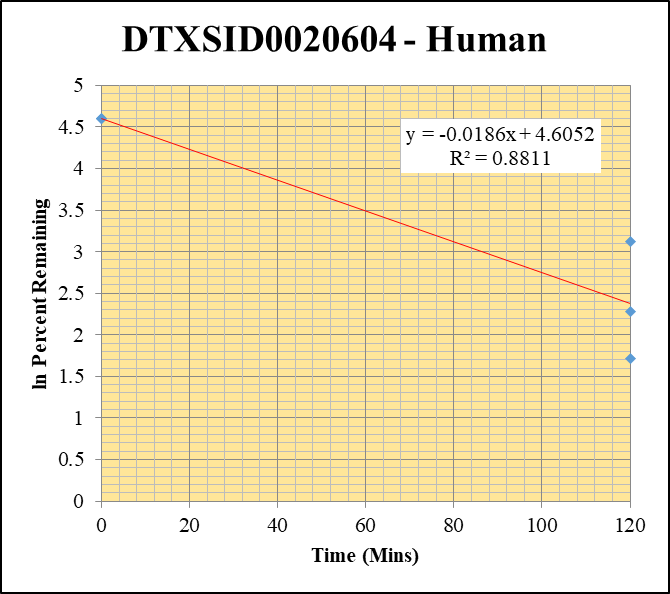 DTXSID0020604 - Human
5
4.5
4
3.5
3
2.5
2
1.5
1
0.5
0
ln Percent Remaining
y = -0.0186x + 4.6052
R² = 0.8811
0 20 40 60 80 100 120
Time (Mins)